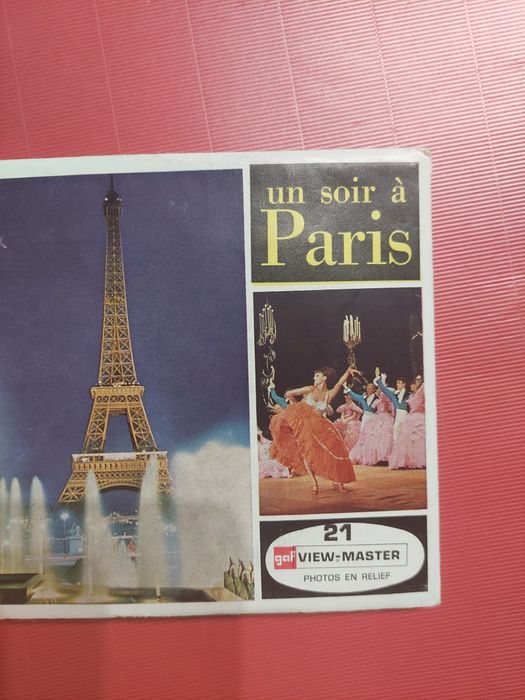 un soir à
Paris
21
gaf VIEW-MASTER
PHOTOS EN RELIEF